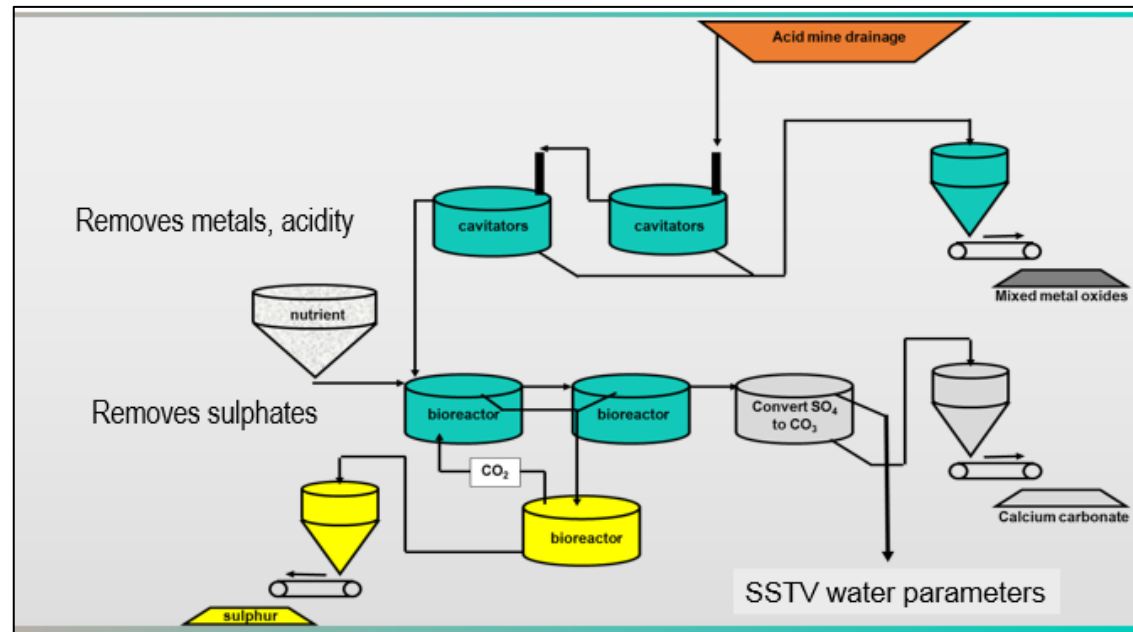 Acid mine drainage
cavitators
cavitators
Removes metals, acidity
Mixed metal oxides
nutrient
Removes sulphates
bioreactor
bioreactor
Convert SO₄
to CO₃
CO₂
Calcium carbonate
bioreactor
SSTV water parameters
sulphur